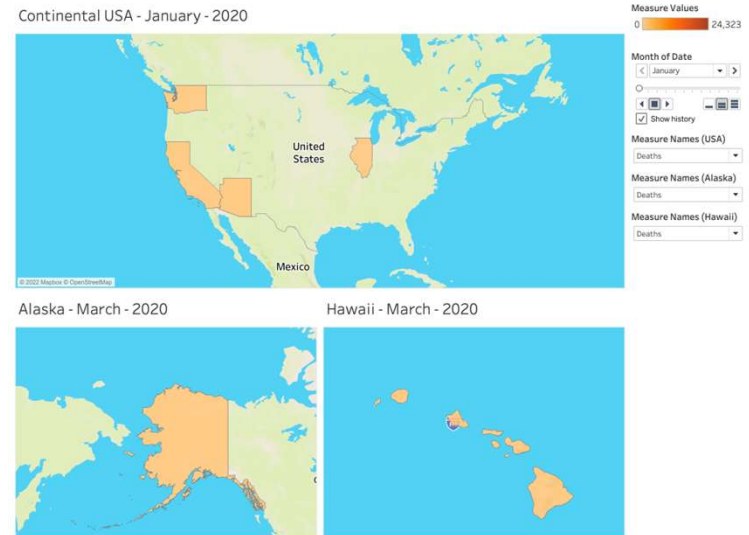 Continental USA - January - 2020
Measure Values
0 24,323
Month of Date
January
Show history
Measure Names (USA)
Deaths
Measure Names (Alaska)
Deaths
Measure Names (Hawaii)
Deaths
United
States
Mexico
© 2022 Mapbox © OpenStreetMap
Alaska - March - 2020
Hawaii - March - 2020